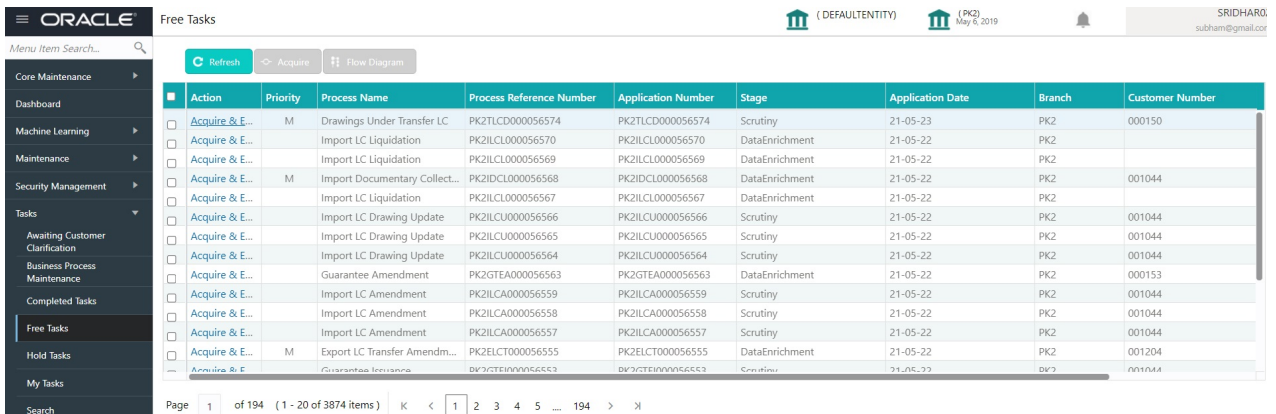 ORACLE
Free Tasks
( DEFAULTENTITY)
(PK2)
May 6, 2019
subham@gmail.com
Menu Item Search...
Core Maintenance
Dashboard
Machine Learning
Maintenance
Security Management
Tasks
Awaiting Customer
Clarification
Business Process
Maintenance
Completed Tasks
Free Tasks
Hold Tasks
My Tasks
Search
Refresh Acquire Flow Diagram
Action Priority Process Name Process Reference Number Application Number Stage Application Date Branch Customer Number
Acquire & E... M Drawings Under Transfer LC PK2TLCD000056574 PK2TLCD000056574 Scrutiny 21-05-23 PK2 000150
Acquire & E... Import LC Liquidation PK2ILCL000056570 PK2ILCL000056570 DataEnrichment 21-05-22 PK2
Acquire & E... Import LC Liquidation PK2ILCL000056569 PK2ILCL000056569 DataEnrichment 21-05-22 PK2
Acquire & E... M Import Documentary Collect... PK2IDCL000056568 PK2IDCL000056568 DataEnrichment 21-05-22 PK2 001044
Acquire & E... Import LC Liquidation PK2ILCL000056567 PK2ILCL000056567 DataEnrichment 21-05-22 PK2
Acquire & E... Import LC Drawing Update PK2ILCU000056566 PK2ILCU000056566 Scrutiny 21-05-22 PK2 001044
Acquire & E... Import LC Drawing Update PK2ILCU000056565 PK2ILCU000056565 Scrutiny 21-05-22 PK2 001044
Acquire & E... Import LC Drawing Update PK2ILCU000056564 PK2ILCU000056564 Scrutiny 21-05-22 PK2 001044
Acquire & E... Guarantee Amendment PK2GTEA000056563 PK2GTEA000056563 DataEnrichment 21-05-22 PK2 000153
Acquire & E... Import LC Amendment PK2ILCA000056559 PK2ILCA000056559 Scrutiny 21-05-22 PK2 001044
Acquire & E... Import LC Amendment PK2ILCA000056558 PK2ILCA000056558 Scrutiny 21-05-22 PK2 001044
Acquire & E... Import LC Amendment PK2ILCA000056557 PK2ILCA000056557 Scrutiny 21-05-22 PK2 001044
Acquire & E... M Export LC Transfer Amendm... PK2ELCT000056555 PK2ELCT000056555 DataEnrichment 21-05-22 PK2 001204
Acquire & E... Guarantee Issuance PK2GTEI000056553 PK2GTEI000056553 Scrutiny 21-05-22 PK2 001044
Page 1 of 194 (1 - 20 of 3874 items) 1 2 3 4 5 ... 194